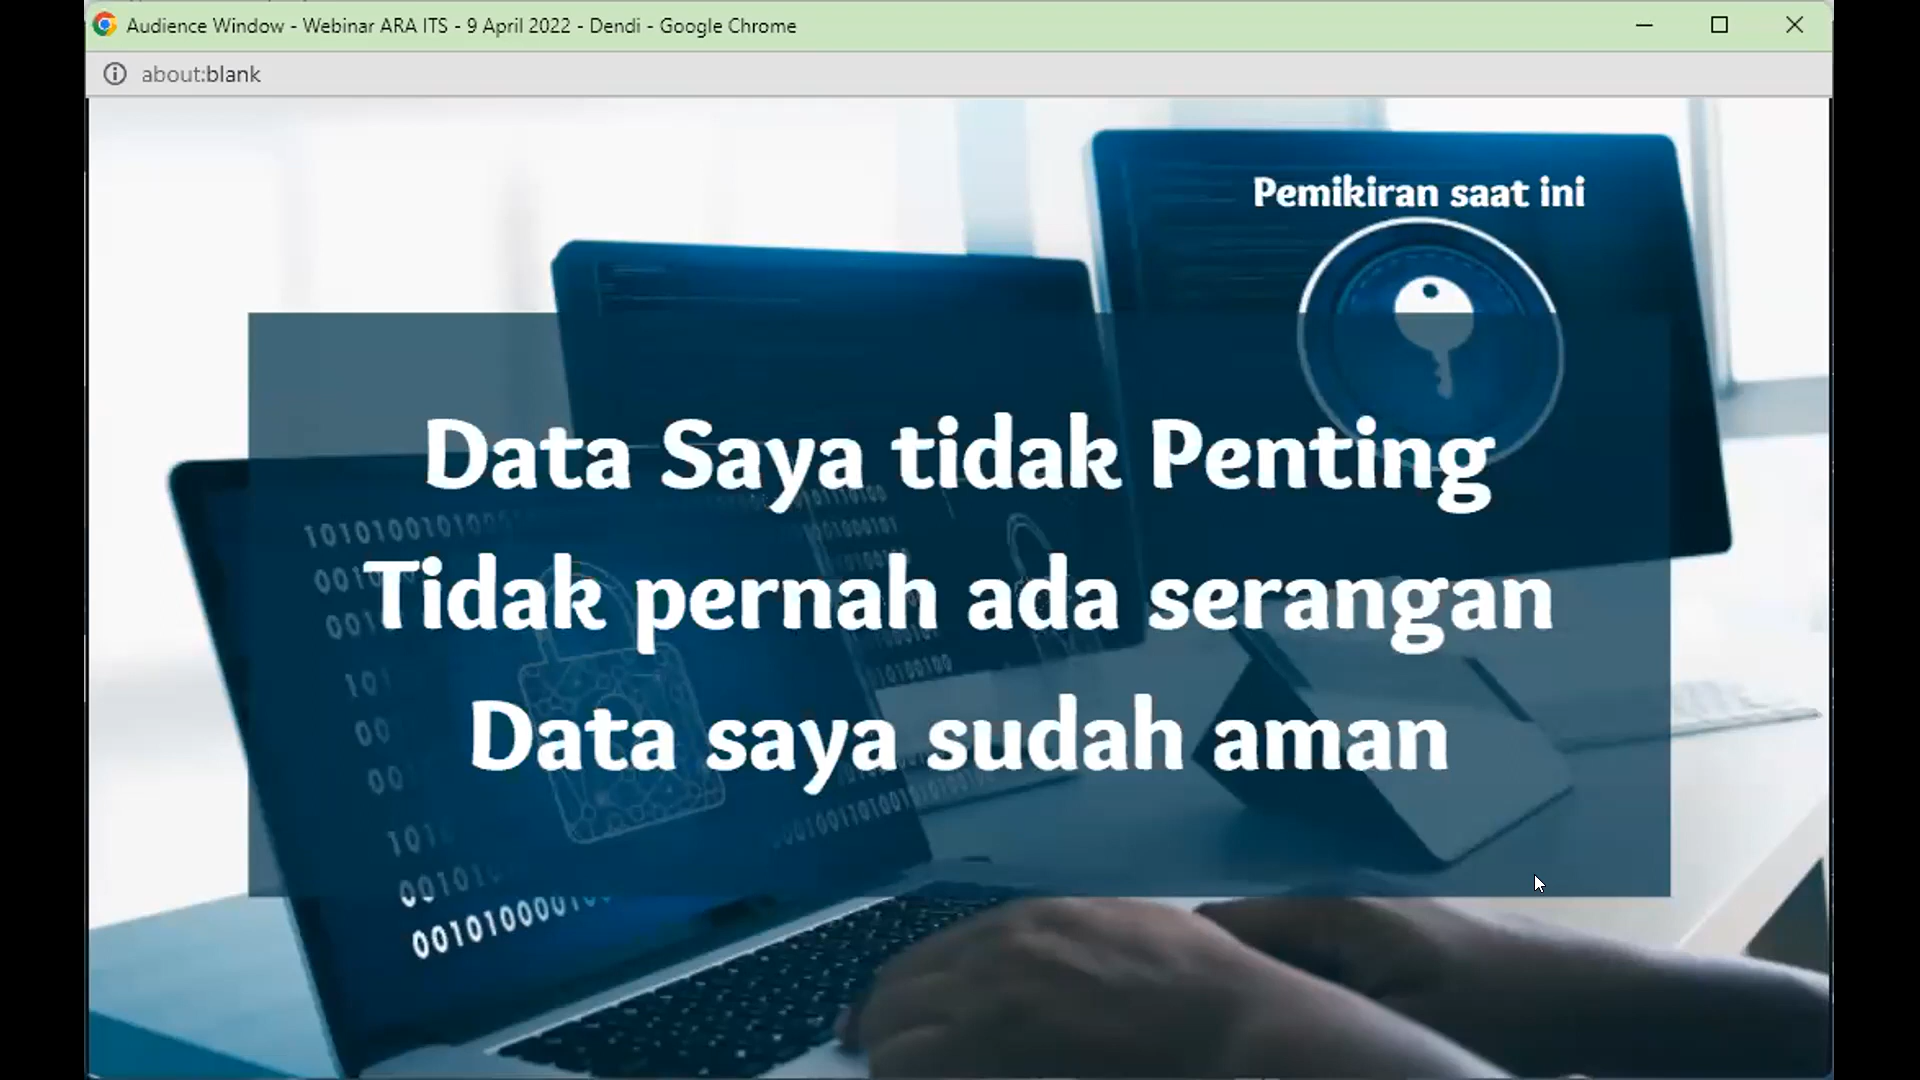 Audience Window - Webinar ARA ITS - 9 April 2022 - Dendi - Google Chrome
about:blank
Pemikiran saat ini
Data Saya tidak Penting
Tidak pernah ada serangan
Data saya sudah aman